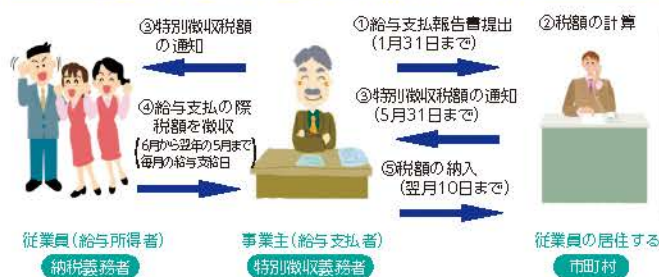 ③特別徴収税額
の通知
①給与支払報告書提出
(1月31日まで)
②税額の計算
④給与支払の際
税額を徴収
(6月から翌年の5月まで
毎月の給与支給日)
③特別徴収税額の通知
(5月31日まで)
⑤税額の納入
(翌月10日まで)
従業員(給与所得者)
納税義務者
事業主(給与支払者)
特別徴収義務者
従業員の居住する
市町村